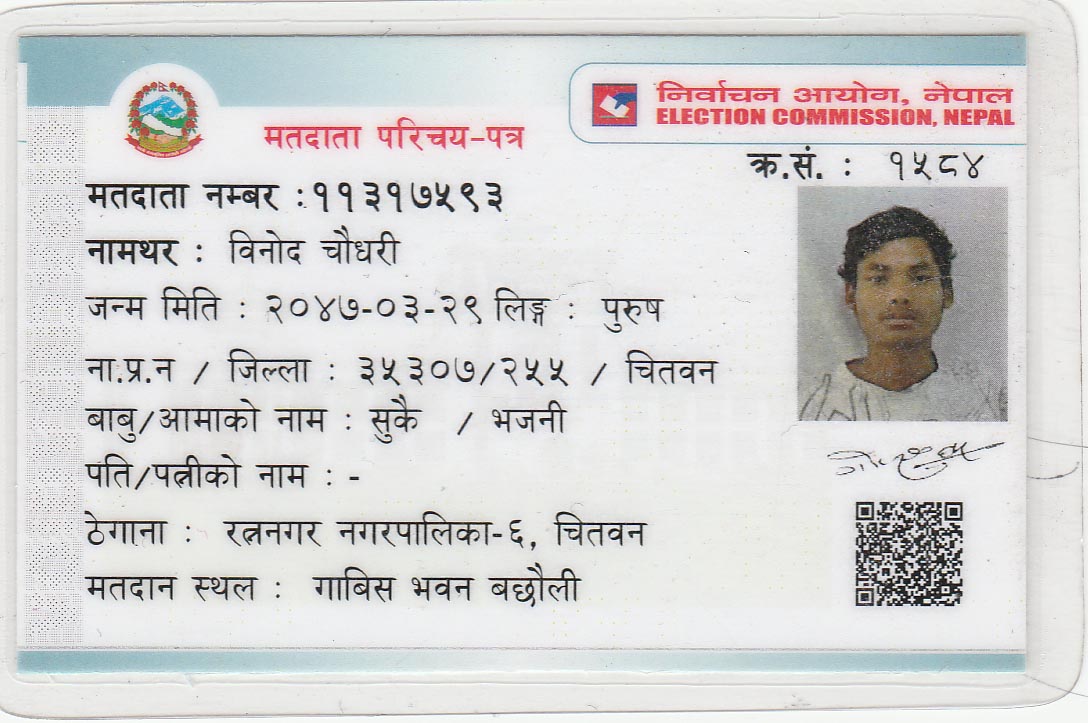 निर्वाचन आयोग, नेपाल
ELECTION COMMISSION, NEPAL
मतदाता परिचय-पत्र
क्र.सं. : १५८४
मतदाता नम्बर :११३१७५९३
नामथर : विनोद चौधरी
जन्म मिति : २०४७-०३-२९ लिङ्ग : पुरुष
ना.प्र.न / जिल्ला : ३५३०७/२५५ / चितवन
बाबु/आमाको नाम : सुकै / भजनी
पति/पत्नीको नाम : -
ठेगाना : रत्ननगर नगरपालिका-६, चितवन
मतदान स्थल : गाबिस भवन बछौली